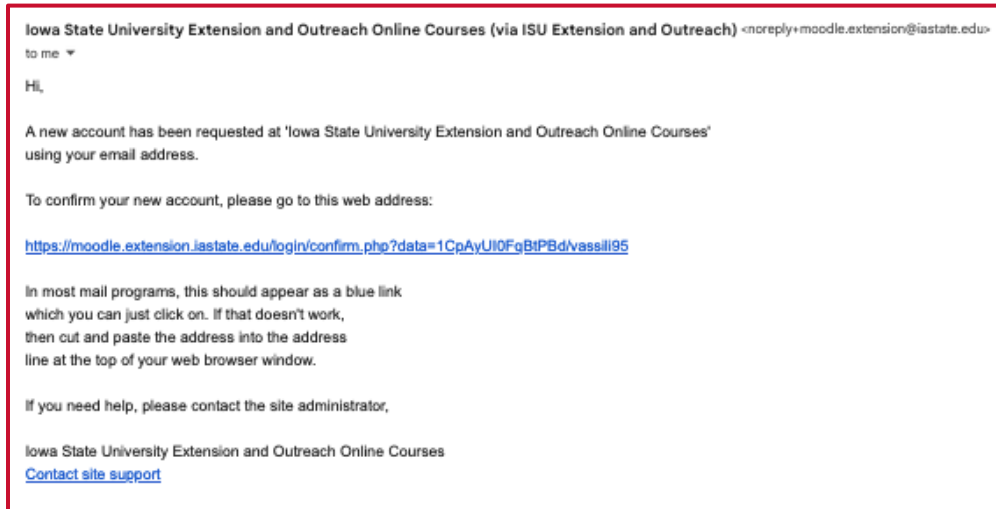 Iowa State University Extension and Outreach Online Courses (via ISU Extension and Outreach) <noreply+moodle.extension@iastate.edu>
to me
Hi,
A new account has been requested at 'Iowa State University Extension and Outreach Online Courses'
using your email address.
To confirm your new account, please go to this web address:
https://moodle.extension.iastate.edu/login/confirm.php?data=1CpAyUI0FqBtPBd/vassili95
In most mail programs, this should appear as a blue link
which you can just click on. If that doesn't work,
then cut and paste the address into the address
line at the top of your web browser window.
If you need help, please contact the site administrator,
Iowa State University Extension and Outreach Online Courses
Contact site support